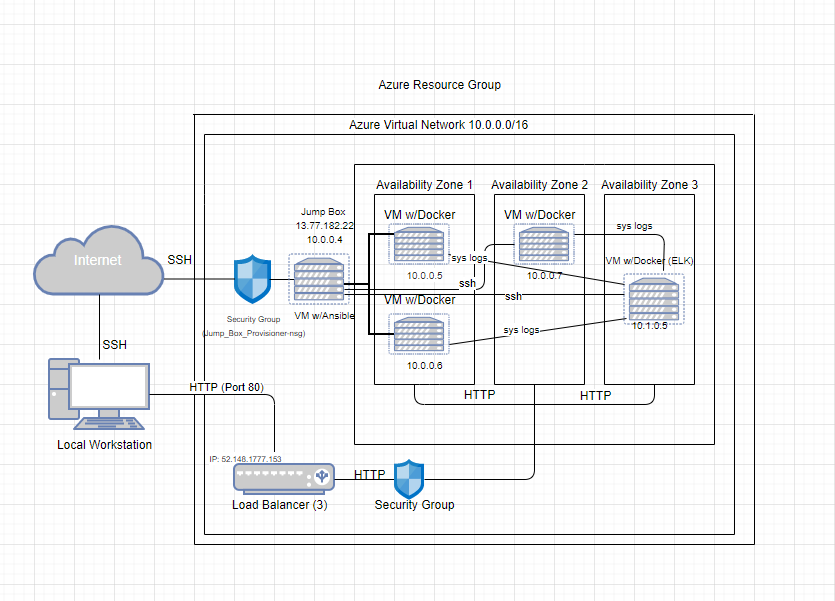 Azure Resource Group
Azure Virtual Network 10.0.0.0/16
Availability Zone 1
Availability Zone 2
Availability Zone 3
Jump Box
13.77.182.22
10.0.0.4
VM w/Docker
VM w/Docker
sys logs
Internet
SSH
sys logs
VM w/Docker (ELK)
10.0.0.5
10.0.0.7
ssh
ssh
VM w/Docker
VM w/Ansible
Security Group
(Jump_Box_Provisioner-nsg)
10.1.0.5
sys logs
SSH
10.0.0.6
HTTP (Port 80)
HTTP
HTTP
Local Workstation
IP: 52.148.1777.153
HTTP
Load Balancer (3)
Security Group